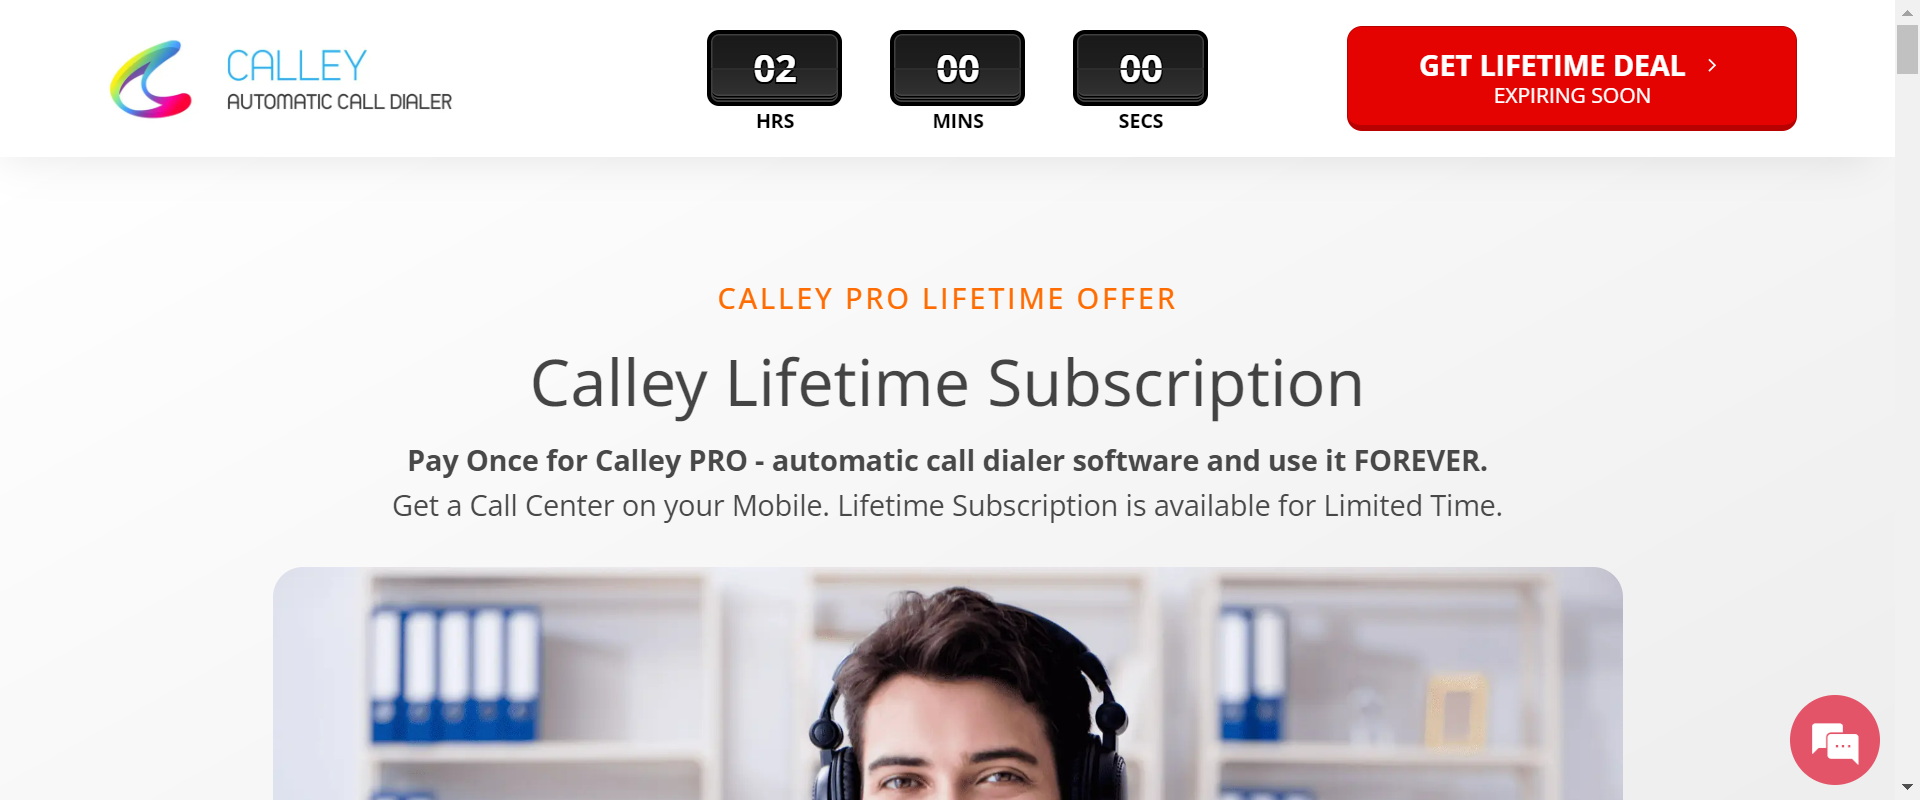 CALLEY
AUTOMATIC CALL DIALER
02
00
00
HRS
MINS
SECS
GET LIFETIME DEAL
EXPIRING SOON
CALLEY PRO LIFETIME OFFER
Calley Lifetime Subscription
Pay Once for Calley PRO - automatic call dialer software and use it FOREVER.
Get a Call Center on your Mobile. Lifetime Subscription is available for Limited Time.